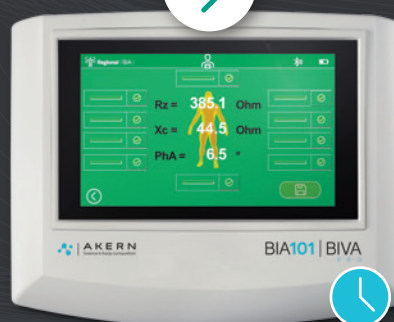 Regional | BIA |
Rz = 385.1 Ohm
Xc = 44.5 Ohm
PhA = 6.5 °
AKERN
Science in body composition
BIA101 | BIVA
PRO